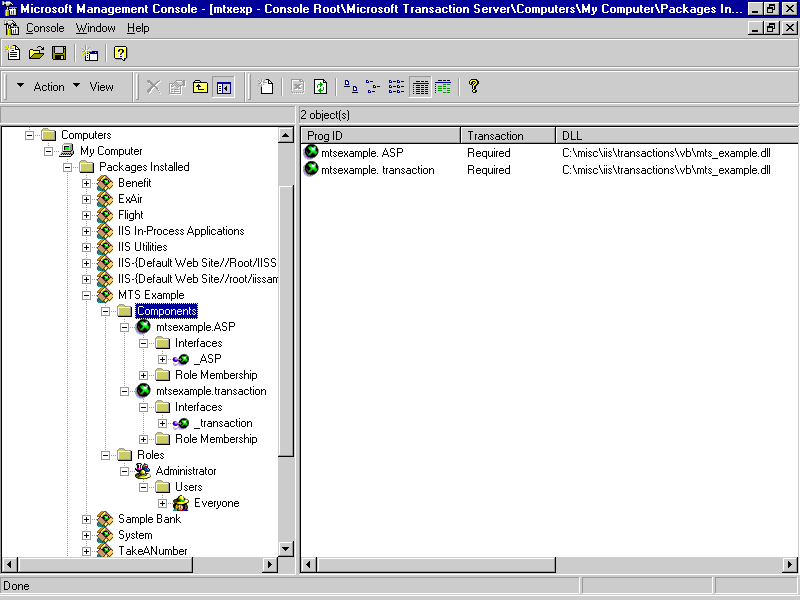 Microsoft Management Console - [mtxexp - Console Root\Microsoft Transaction Server\Computers\My Computer\Packages In...
Console Window Help
Action View
2 object(s)
Computers
My Computer
Packages Installed
Benefit
ExAir
Flight
IIS In-Process Applications
IIS Utilities
IIS-{Default Web Site//Root/IISS
IIS-{Default Web Site//root/iissam
MTS Example
Components
mtsexample.ASP
Interfaces
_ASP
Role Membership
mtsexample.transaction
Interfaces
_transaction
Role Membership
Roles
Administrator
Users
Everyone
Sample Bank
System
TakeANumber
Prog ID Transaction DLL
mtsexample. ASP Required C:\misc\iis\transactions\vb\mts_example.dll
mtsexample. transaction Required C:\misc\iis\transactions\vb\mts_example.dll
Done